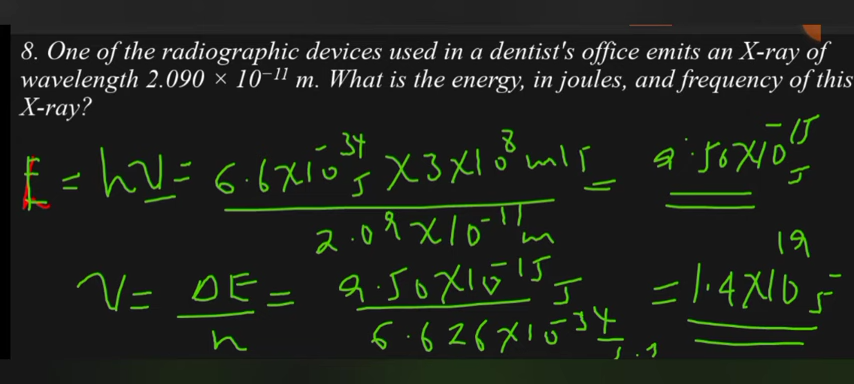 8. One of the radiographic devices used in a dentist's office emits an X-ray of
wavelength 2.090 × 10⁻¹¹ m. What is the energy, in joules, and frequency of this
X-ray?
E = hν = 6.6×10⁻³⁴ J × 3×10⁸ m/s = 9.50×10⁻¹⁵ J
2.09×10⁻¹¹ m
ν = ΔE = 9.50×10⁻¹⁵ J = 1.4×10¹⁹ s⁻
h 6.626×10⁻³⁴